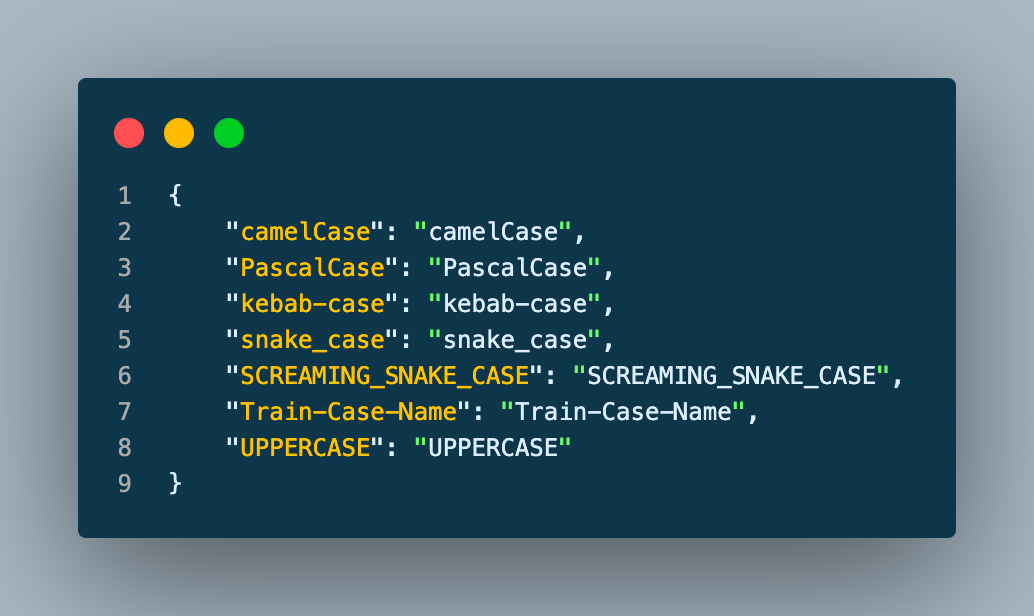 1 {
2     "camelCase": "camelCase",
3     "PascalCase": "PascalCase",
4     "kebab-case": "kebab-case",
5     "snake_case": "snake_case",
6     "SCREAMING_SNAKE_CASE": "SCREAMING_SNAKE_CASE",
7     "Train-Case-Name": "Train-Case-Name",
8     "UPPERCASE": "UPPERCASE"
9 }